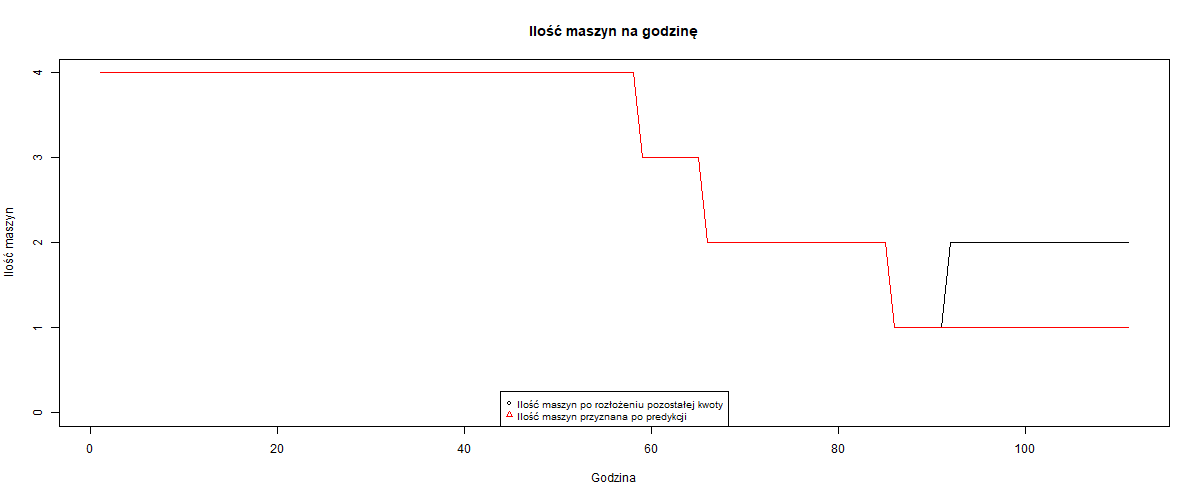 Ilość maszyn na godzinę
Ilość maszyn
4
3
2
1
0
Ilość maszyn po rozłożeniu pozostałej kwoty
Ilość maszyn przyznana po predykcji
0 20 40 60 80 100
Godzina